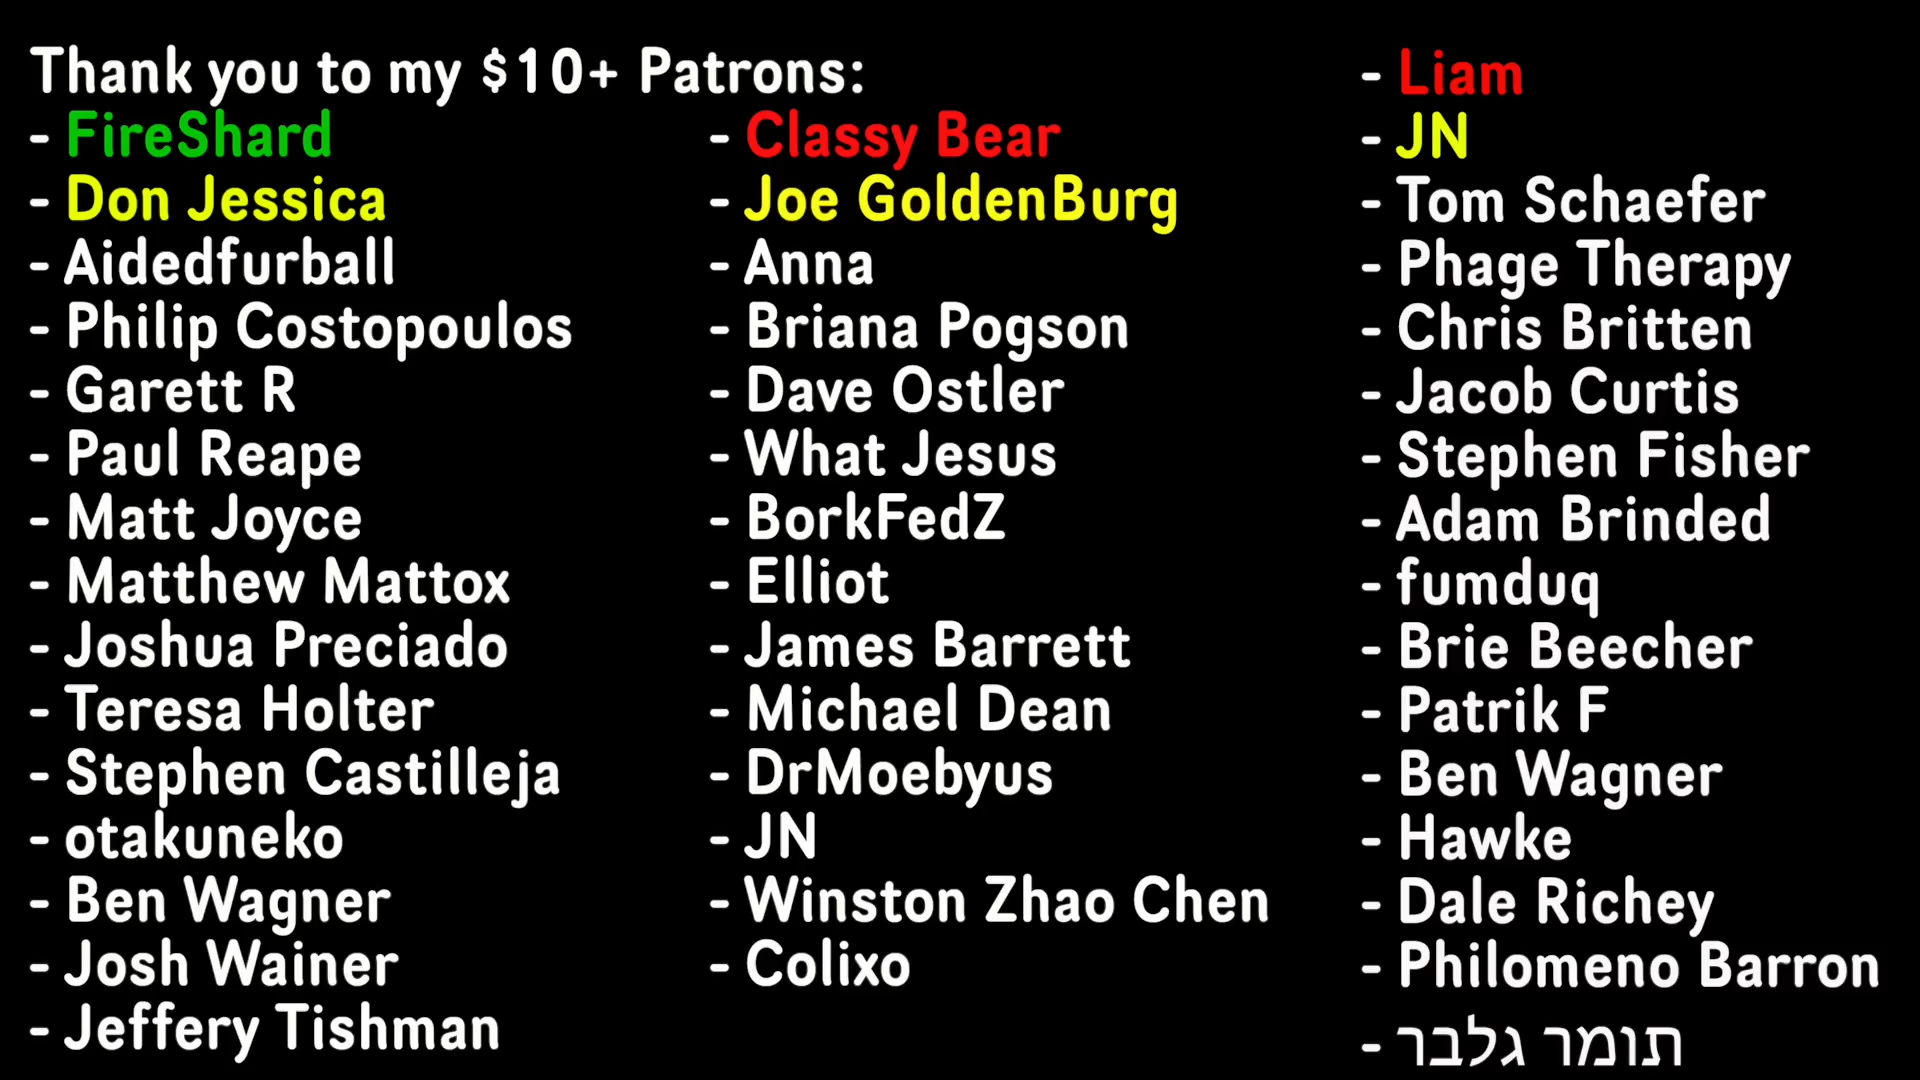 Thank you to my $10+ Patrons:
- FireShard
- Don Jessica
- Aidedfurball
- Philip Costopoulos
- Garett R
- Paul Reape
- Matt Joyce
- Matthew Mattox
- Joshua Preciado
- Teresa Holter
- Stephen Castilleja
- otakuneko
- Ben Wagner
- Josh Wainer
- Jeffery Tishman
- Classy Bear
- Joe GoldenBurg
- Anna
- Briana Pogson
- Dave Ostler
- What Jesus
- BorkFedZ
- Elliot
- James Barrett
- Michael Dean
- DrMoebyus
- JN
- Winston Zhao Chen
- Colixo
- Liam
- JN
- Tom Schaefer
- Phage Therapy
- Chris Britten
- Jacob Curtis
- Stephen Fisher
- Adam Brinded
- fumduq
- Brie Beecher
- Patrik F
- Ben Wagner
- Hawke
- Dale Richey
- Philomeno Barron
- תומר גלבר